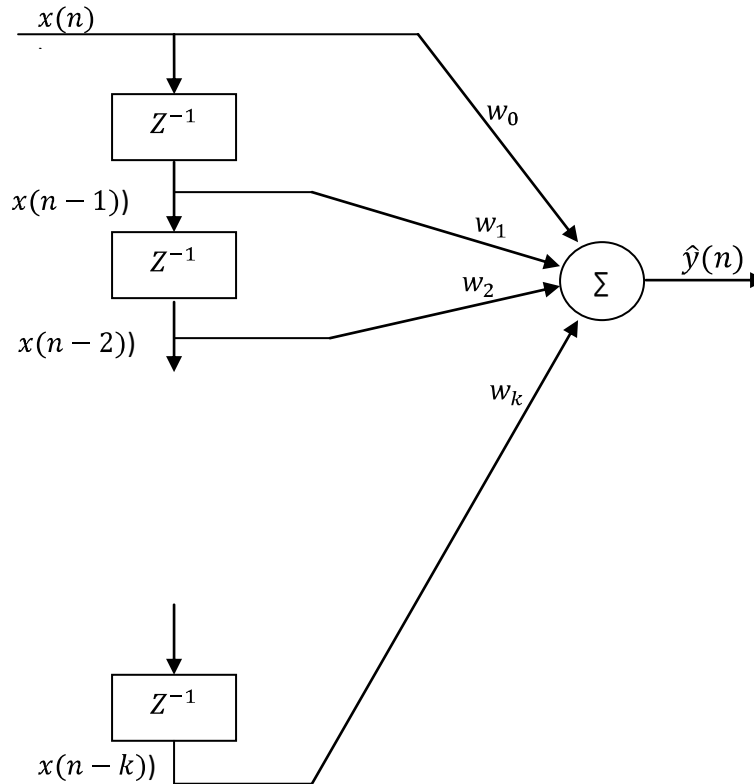 x(n)
w₀
Z⁻¹
x(n − 1))
w₁
Z⁻¹
ŷ(n)
Σ
w₂
x(n − 2))
wₖ
Z⁻¹
x(n − k))